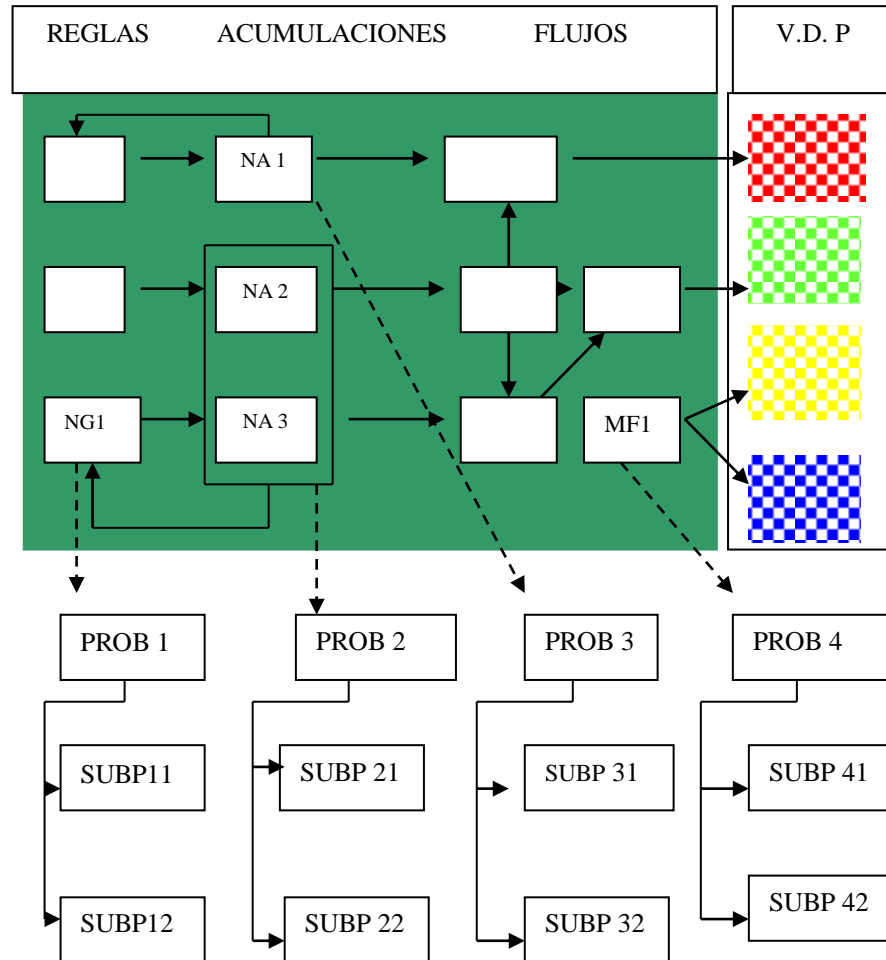 REGLAS ACUMULACIONES FLUJOS V.D. P
NA 1
NA 2
NG1 NA 3 MF1
PROB 1 PROB 2 PROB 3 PROB 4
SUBP11 SUBP 21 SUBP 31 SUBP 41
SUBP12 SUBP 22 SUBP 32 SUBP 42